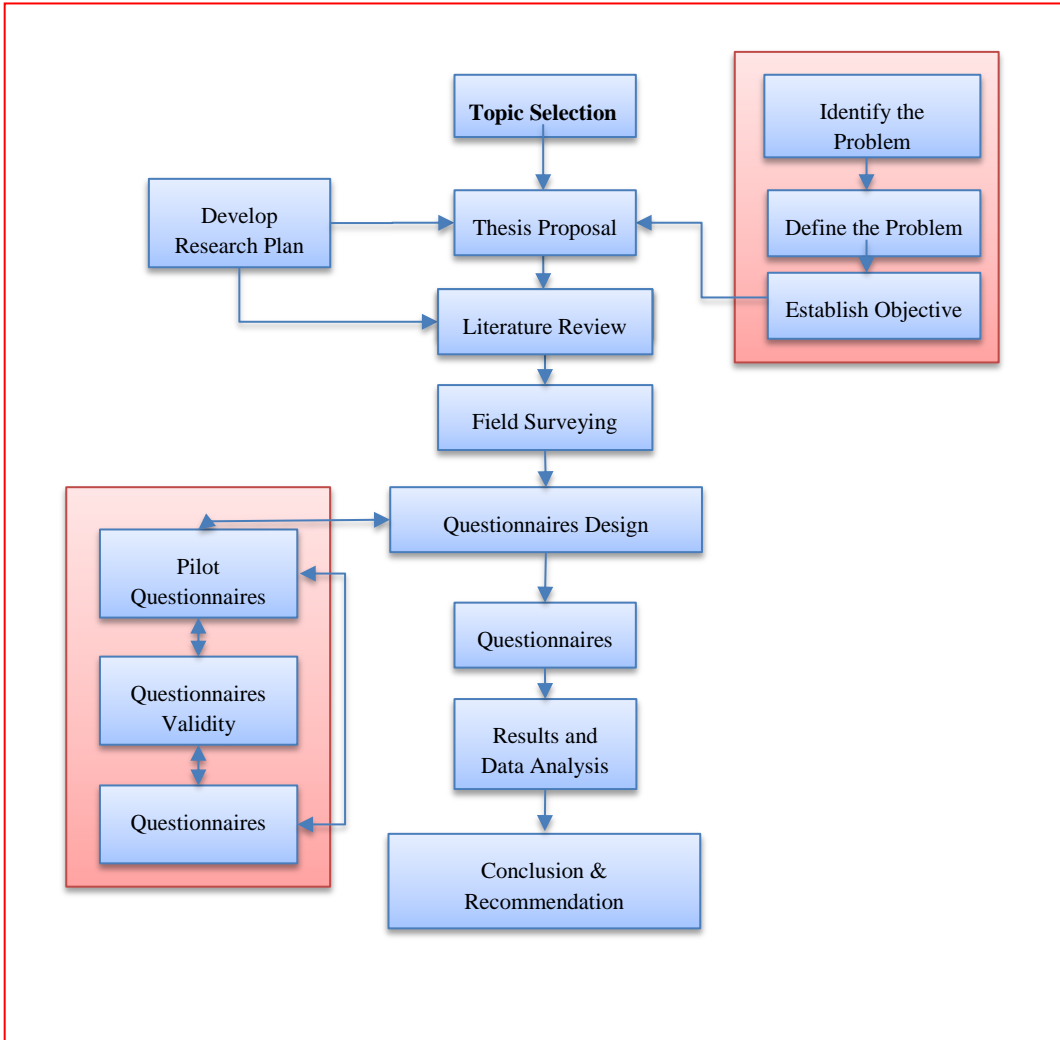 Topic Selection
Identify the
Problem
Develop
Research Plan
Thesis Proposal
Define the Problem
Establish Objective
Literature Review
Field Surveying
Questionnaires Design
Pilot
Questionnaires
Questionnaires
Questionnaires
Validity
Results and
Data Analysis
Questionnaires
Conclusion &
Recommendation